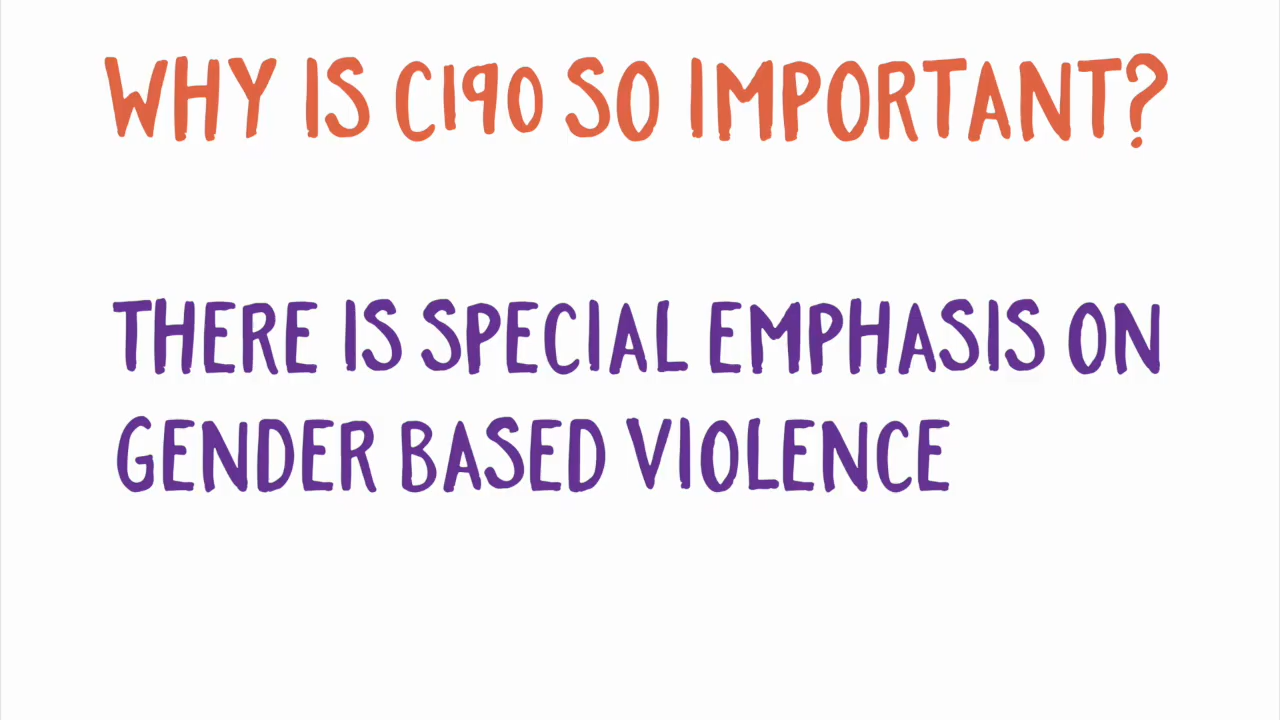 WHY IS C190 SO IMPORTANT?
THERE IS SPECIAL EMPHASIS ON
GENDER BASED VIOLENCE